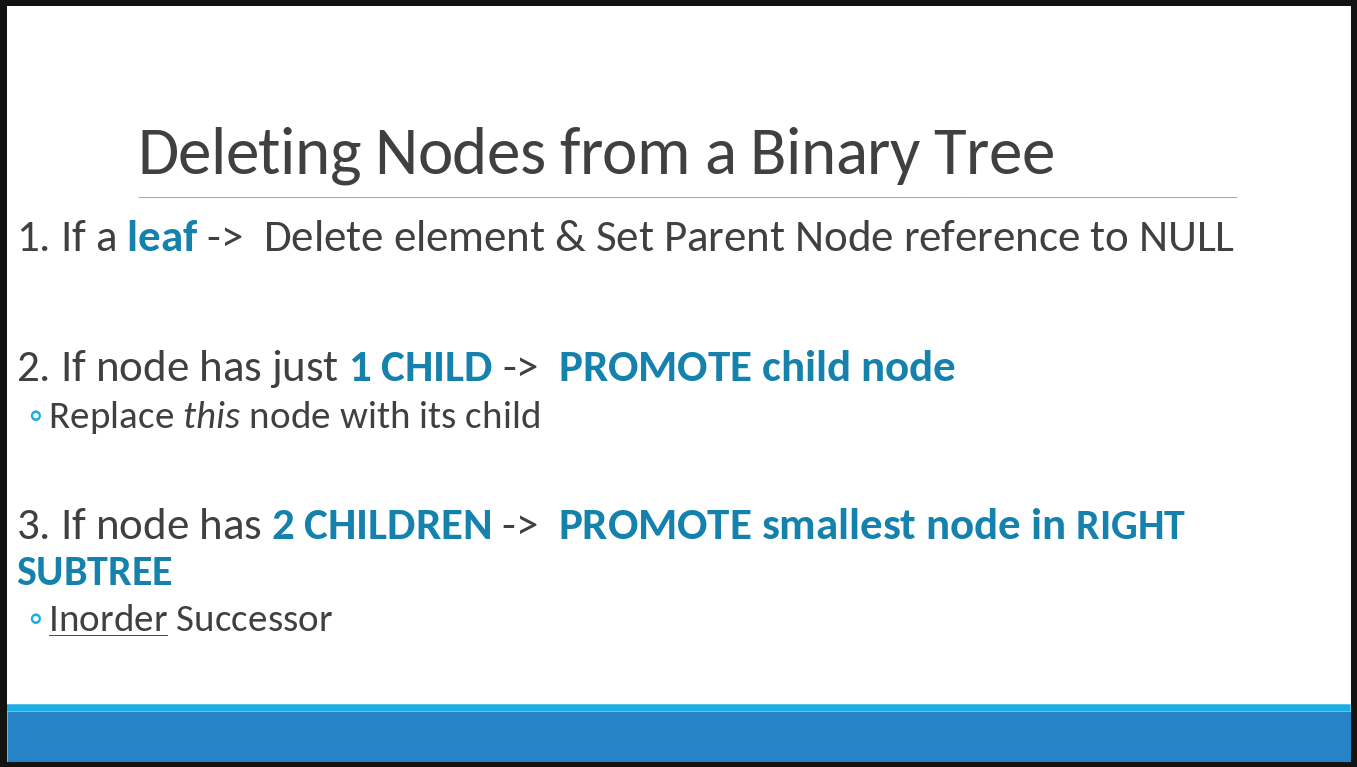 Deleting Nodes from a Binary Tree
1. If a leaf -> Delete element & Set Parent Node reference to NULL
2. If node has just 1 CHILD -> PROMOTE child node
◦Replace this node with its child
3. If node has 2 CHILDREN -> PROMOTE smallest node in RIGHT
SUBTREE
◦Inorder Successor